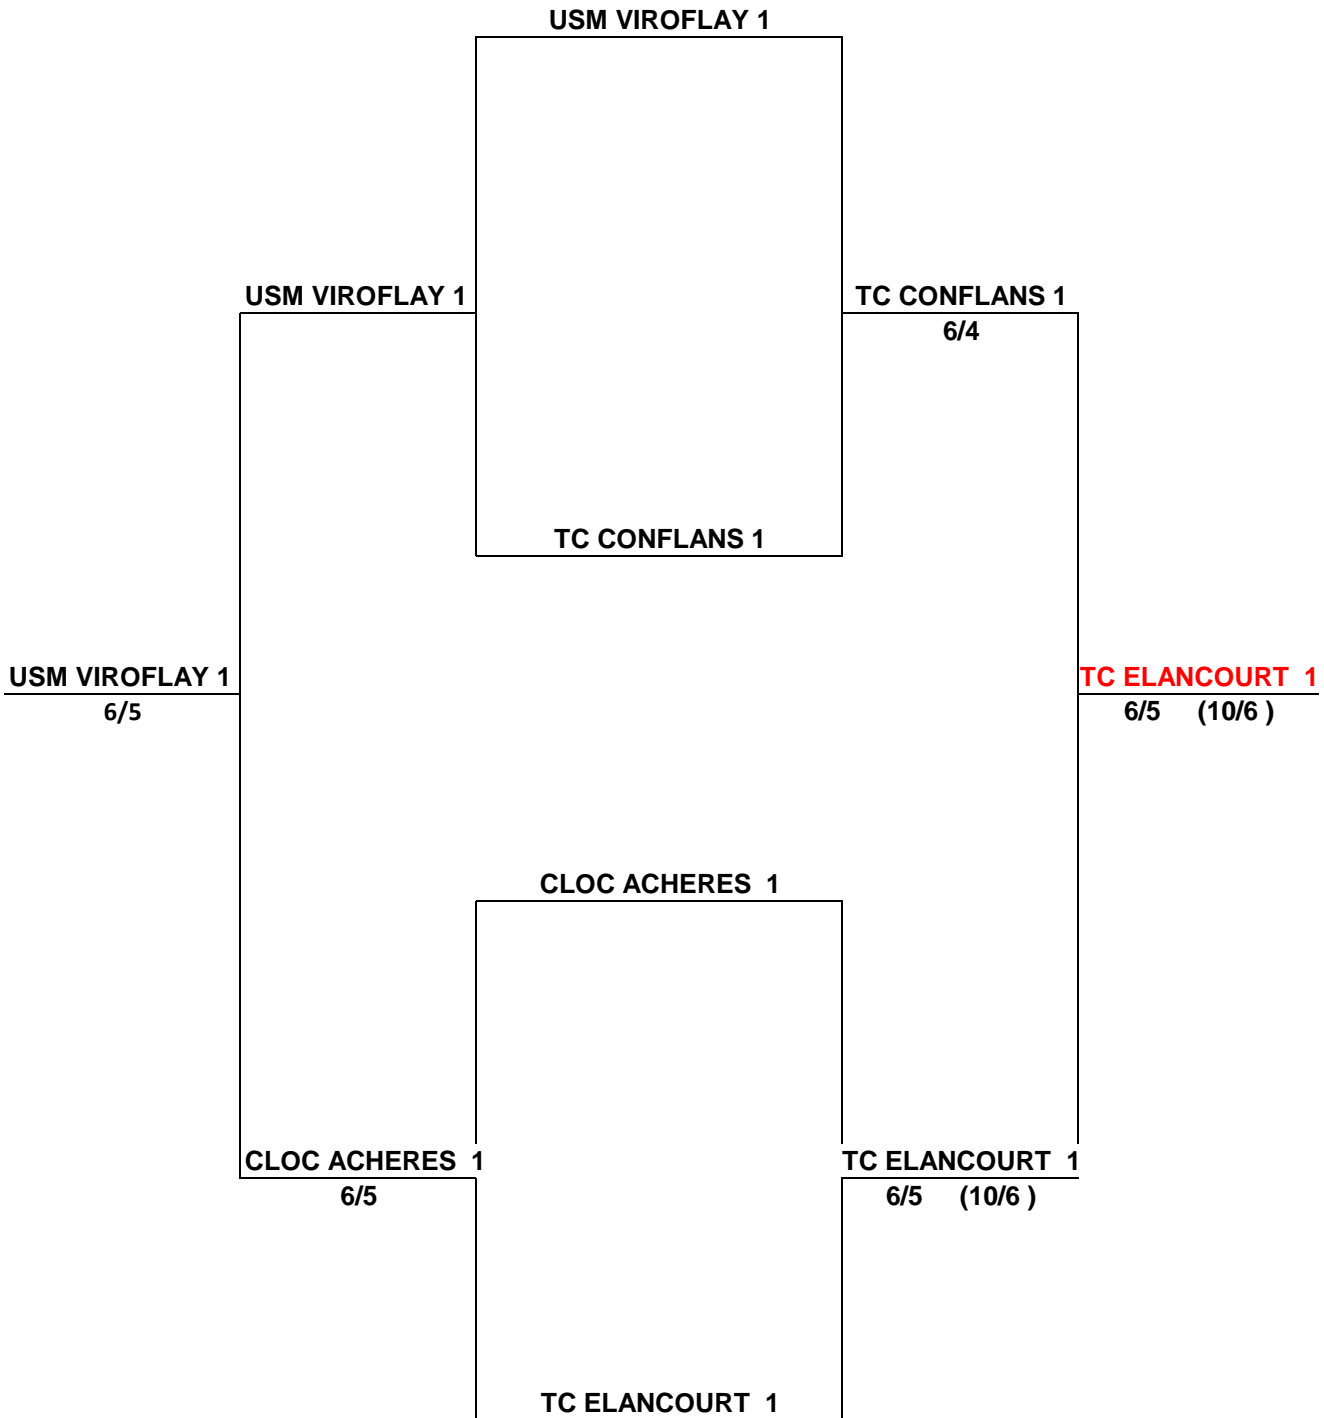 USM VIROFLAY 1
USM VIROFLAY 1
TC CONFLANS 1
6/4
TC CONFLANS 1
USM VIROFLAY 1
TC ELANCOURT 1
6/5
6/5 (10/6 )
CLOC ACHERES 1
CLOC ACHERES 1
TC ELANCOURT 1
6/5
6/5 (10/6 )
TC ELANCOURT 1